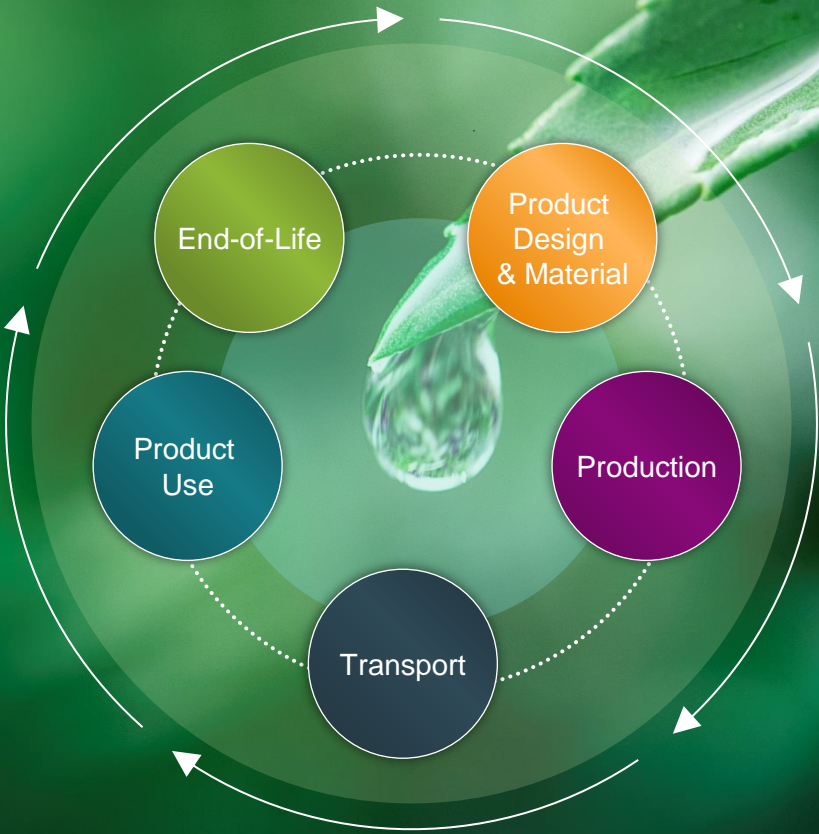 End-of-Life
Product
Design
& Material
Product
Use
Production
Transport